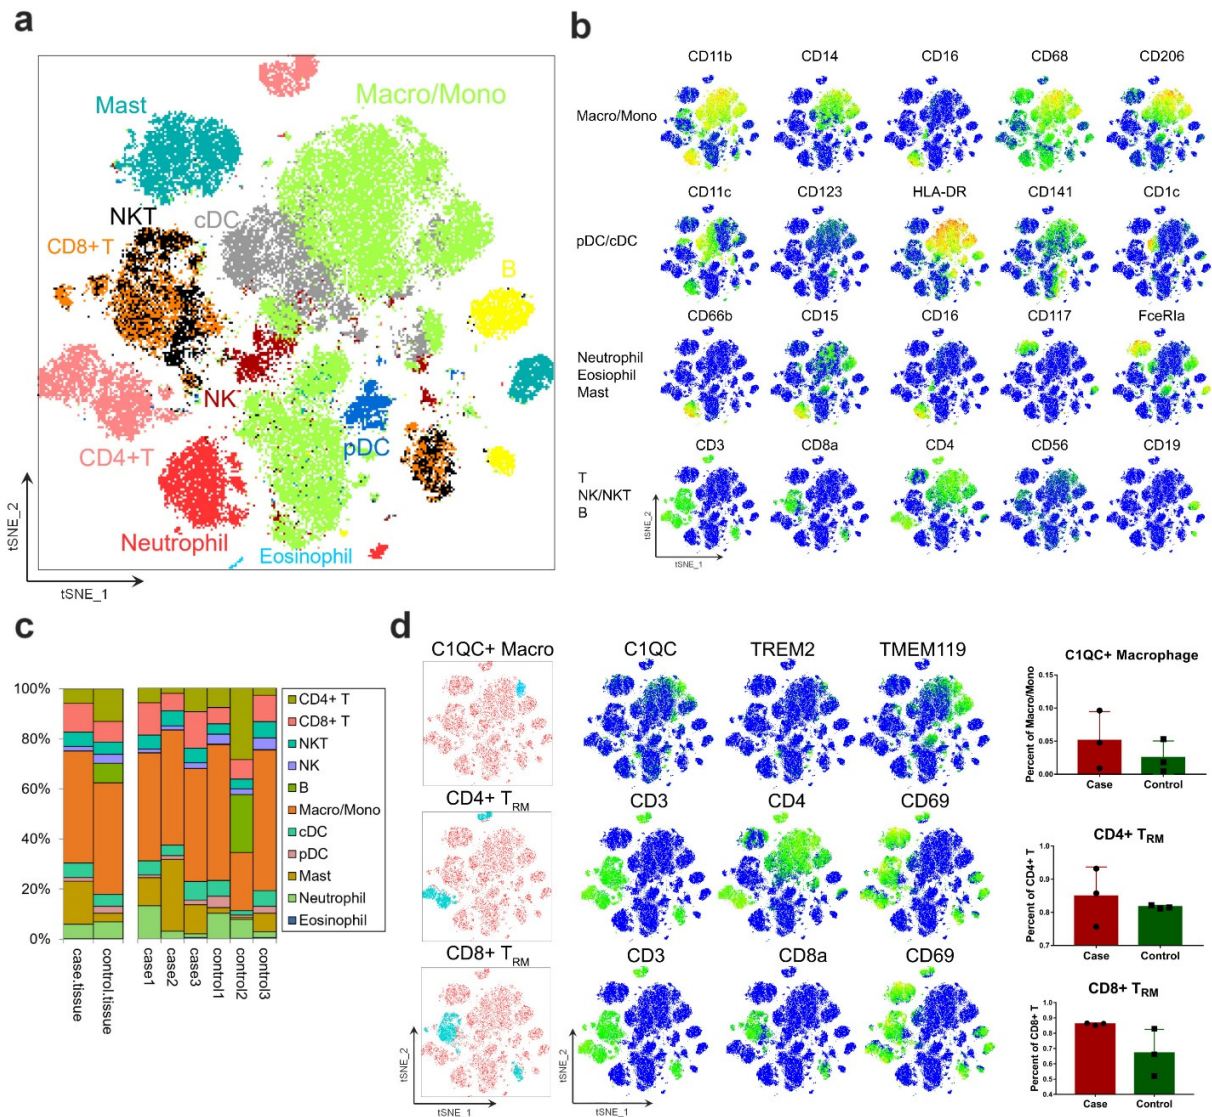 a
Mast
Macro/Mono
NKT
cDC
CD8+T
B
NK
CD4+T
pDC
Neutrophil
Eosinophil
tSNE_2
tSNE_1
b
CD11b CD14 CD16 CD68 CD206
Macro/Mono
CD11c CD123 HLA-DR CD141 CD1c
pDC/cDC
CD66b CD15 CD16 CD117 FceRIa
Neutrophil
Eosiophil
Mast
CD3 CD8a CD4 CD56 CD19
T
NK/NKT
B
tSNE_2
tSNE_1
c
100%
80%
60%
40%
20%
0%
case.tissue
control.tissue
case1
case2
case3
control1
control2
control3
CD4+ T
CD8+ T
NKT
NK
B
Macro/Mono
cDC
pDC
Mast
Neutrophil
Eosinophil
d
C1QC+ Macro C1QC TREM2 TMEM119
CD4+ TRM CD3 CD4 CD69
CD8+ TRM CD3 CD8a CD69
tSNE_2
tSNE_1
tSNE_2
tSNE_1
C1QC+ Macrophage
Percent of Macro/Mono
0.15
0.10
0.05
0.00
Case Control
CD4+ TRM
Percent of CD4+ T
1.0
0.9
0.8
0.7
Case Control
CD8+ TRM
Percent of CD8+ T
1.0
0.9
0.8
0.7
0.6
0.5
0.4
Case Control